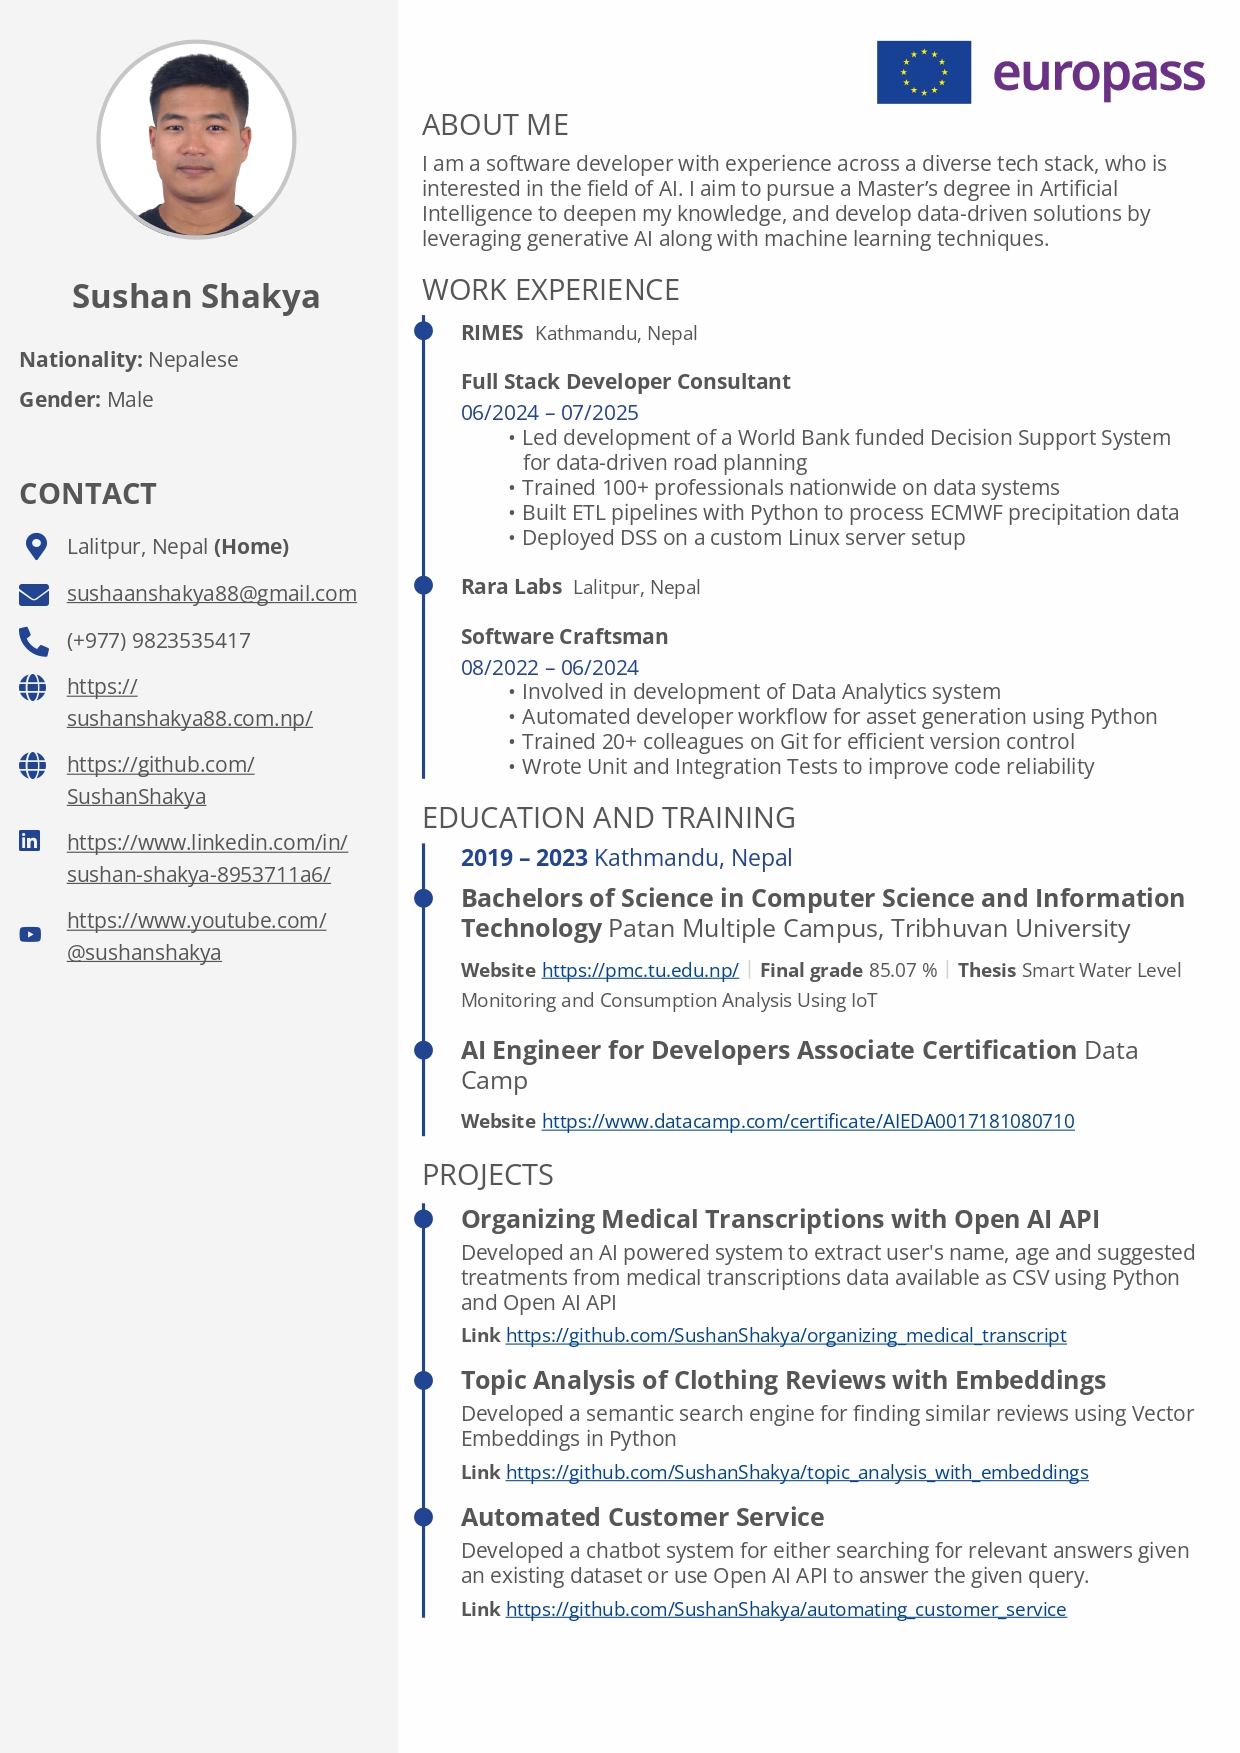 Sushan Shakya
Nationality: Nepalese
Gender: Male
CONTACT
Lalitpur, Nepal (Home)
sushaanshakya88@gmail.com
(+977) 9823535417
https://
sushanshakya88.com.np/
https://github.com/
SushanShakya
https://www.linkedin.com/in/
sushan-shakya-8953711a6/
https://www.youtube.com/
@sushanshakya
europass
ABOUT ME
I am a software developer with experience across a diverse tech stack, who is
interested in the field of AI. I aim to pursue a Master’s degree in Artificial
Intelligence to deepen my knowledge, and develop data-driven solutions by
leveraging generative AI along with machine learning techniques.
WORK EXPERIENCE
RIMES Kathmandu, Nepal
Full Stack Developer Consultant
06/2024 – 07/2025
• Led development of a World Bank funded Decision Support System
for data-driven road planning
• Trained 100+ professionals nationwide on data systems
• Built ETL pipelines with Python to process ECMWF precipitation data
• Deployed DSS on a custom Linux server setup
Rara Labs Lalitpur, Nepal
Software Craftsman
08/2022 – 06/2024
• Involved in development of Data Analytics system
• Automated developer workflow for asset generation using Python
• Trained 20+ colleagues on Git for efficient version control
• Wrote Unit and Integration Tests to improve code reliability
EDUCATION AND TRAINING
2019 – 2023 Kathmandu, Nepal
Bachelors of Science in Computer Science and Information
Technology Patan Multiple Campus, Tribhuvan University
Website https://pmc.tu.edu.np/ | Final grade 85.07 % | Thesis Smart Water Level
Monitoring and Consumption Analysis Using IoT
AI Engineer for Developers Associate Certification Data
Camp
Website https://www.datacamp.com/certificate/AIEDA0017181080710
PROJECTS
Organizing Medical Transcriptions with Open AI API
Developed an AI powered system to extract user's name, age and suggested
treatments from medical transcriptions data available as CSV using Python
and Open AI API
Link https://github.com/SushanShakya/organizing_medical_transcript
Topic Analysis of Clothing Reviews with Embeddings
Developed a semantic search engine for finding similar reviews using Vector
Embeddings in Python
Link https://github.com/SushanShakya/topic_analysis_with_embeddings
Automated Customer Service
Developed a chatbot system for either searching for relevant answers given
an existing dataset or use Open AI API to answer the given query.
Link https://github.com/SushanShakya/automating_customer_service